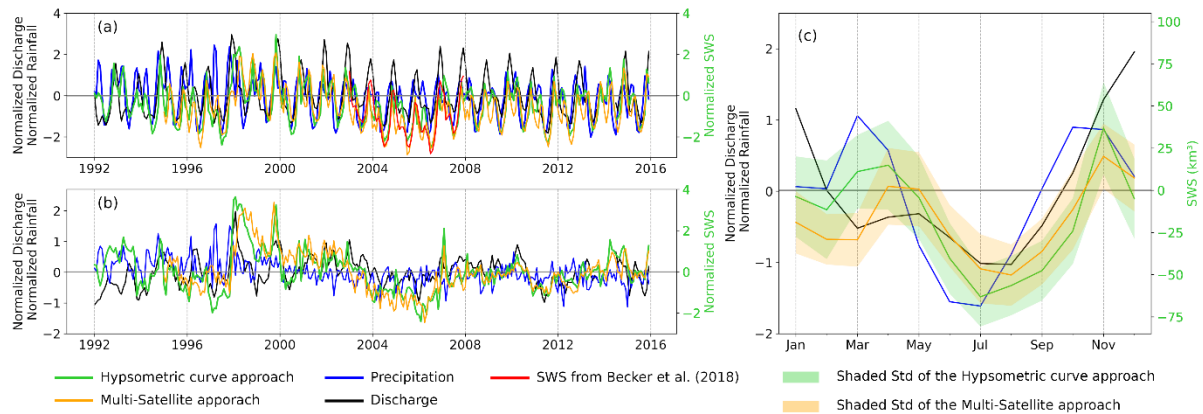 (a)
Normalized Discharge
Normalized Rainfall
4
2
0
−2
4
2
0
−2
Normalized SWS
1992 1996 2000 2004 2008 2012 2016
(b)
Normalized Discharge
Normalized Rainfall
2
1
0
−1
−2
4
2
0
−2
Normalized SWS
1992 1996 2000 2004 2008 2012 2016
(c)
Normalized Discharge
Normalized Rainfall
2
1
0
−1
−2
100
75
50
25
0
−25
−50
−75
SWS (km³)
Jan Mar May Jul Sep Nov
Hypsometric curve approach
Precipitation
SWS from Becker et al. (2018)
Multi-Satellite apporach
Discharge
Shaded Std of the Hypsometric curve approach
Shaded Std of the Multi-Satellite approach